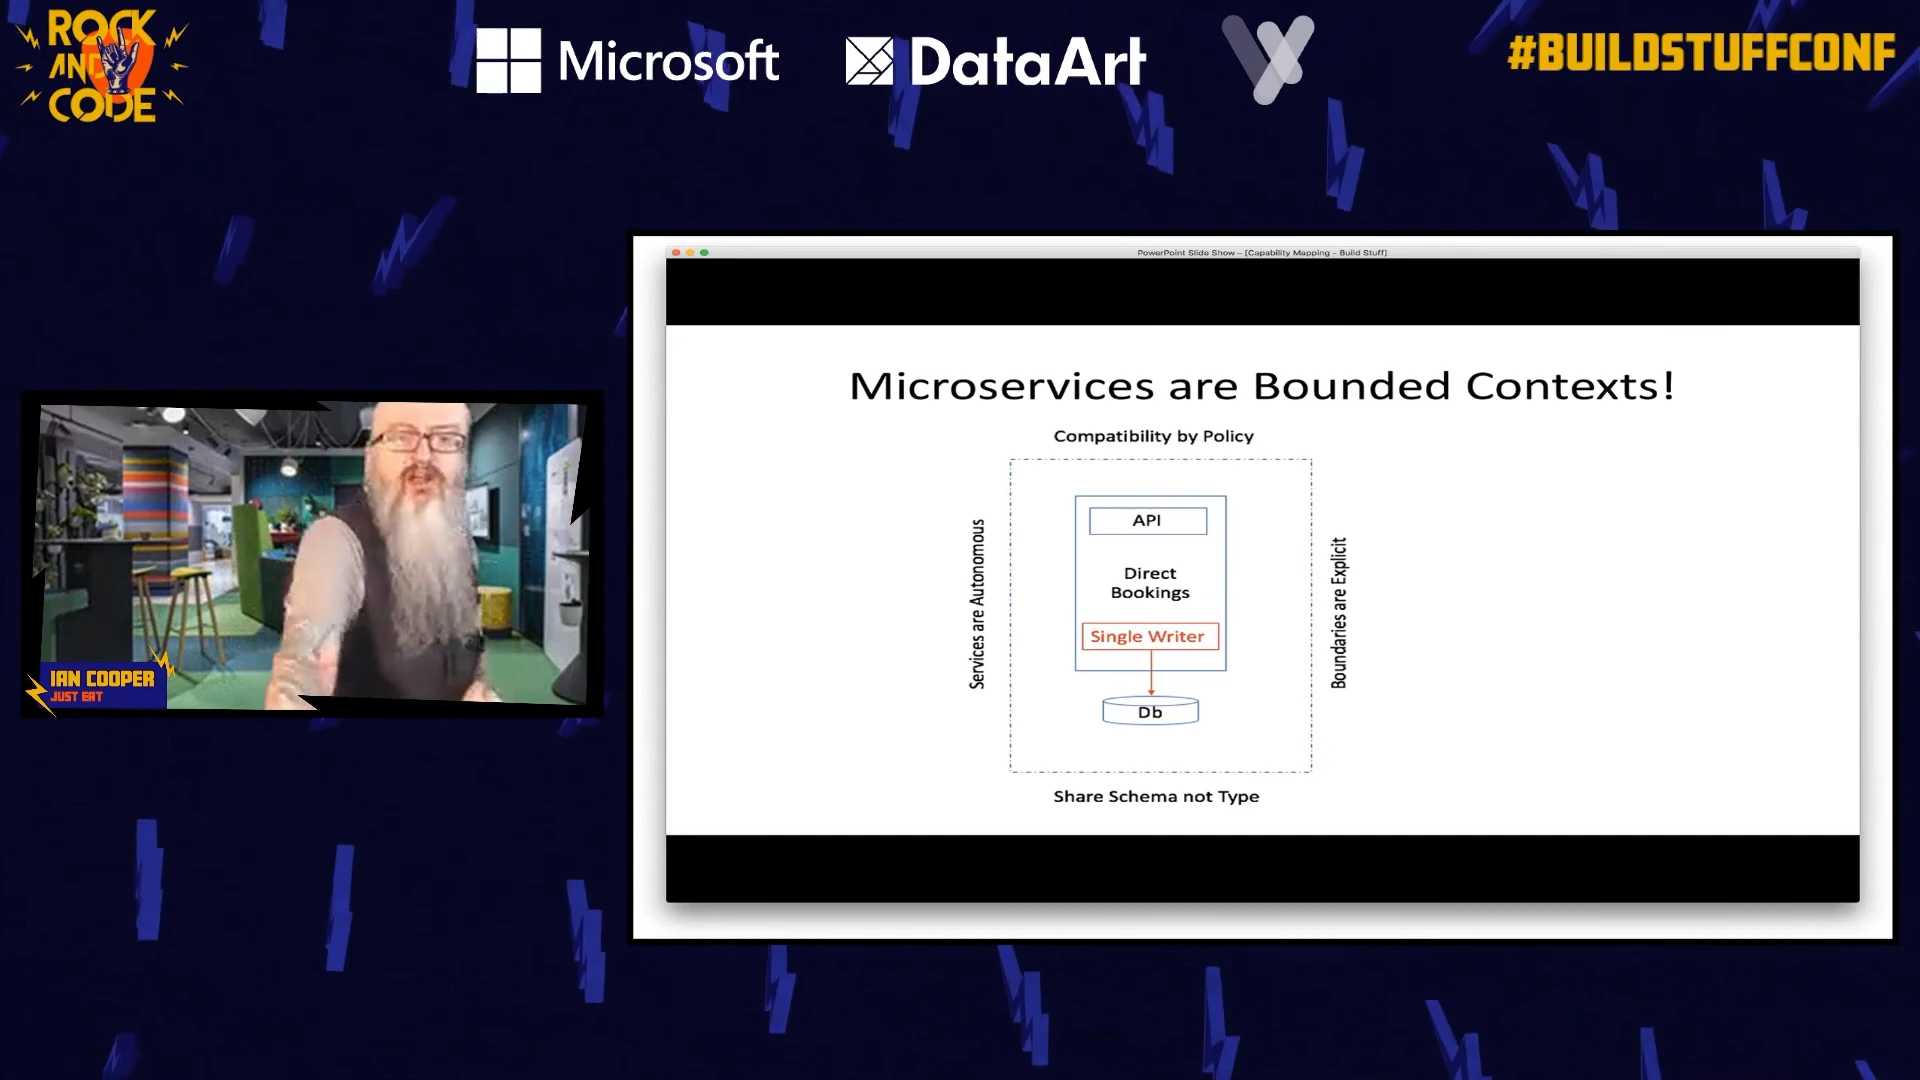 ROCK
AND
CODE
Microsoft
DataArt
#BUILDSTUFFCONF
PowerPoint Slide Show - [Capability Mapping - Build Stuff]
Microservices are Bounded Contexts!
Compatibility by Policy
Services are Autonomous
API
Direct
Bookings
Single Writer
Db
Boundaries are Explicit
Share Schema not Type
IAN COOPER
JUST EAT